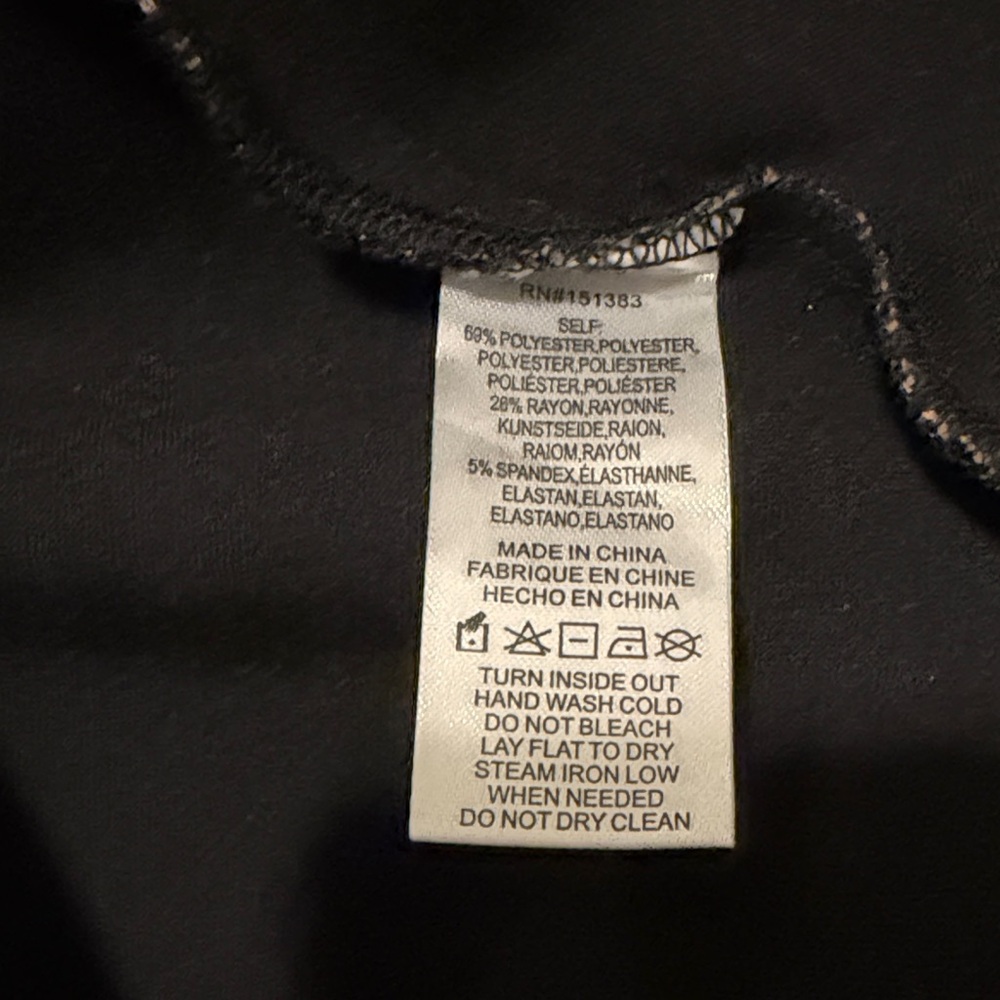 RN#151383
SELF:
69% POLYESTER,POLYESTER,
POLYESTER,POLIESTERE,
POLIÉSTER,POLIÉSTER
26% RAYON,RAYONNE,
KUNSTSEIDE,RAION,
RAIOM,RAYÓN
5% SPANDEX,ÉLASTHANNE,
ELASTAN,ELASTAN,
ELASTANO,ELASTANO
MADE IN CHINA
FABRIQUE EN CHINE
HECHO EN CHINA
TURN INSIDE OUT
HAND WASH COLD
DO NOT BLEACH
LAY FLAT TO DRY
STEAM IRON LOW
WHEN NEEDED
DO NOT DRY CLEAN